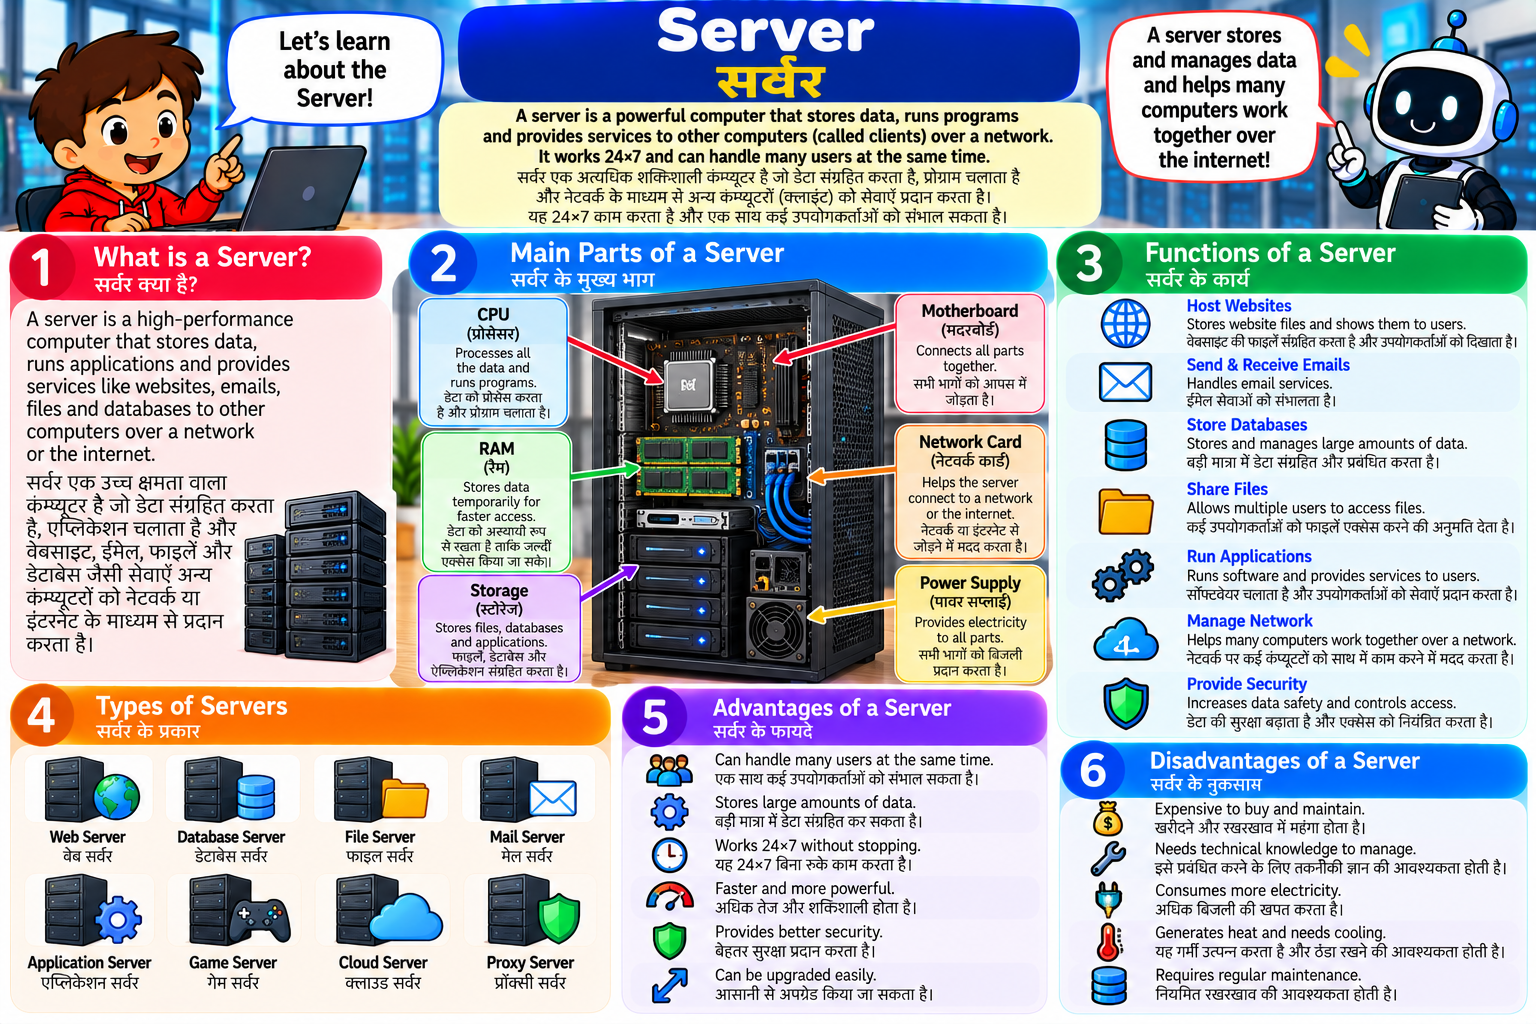 Let's learn
about the
Server!
Server
सर्वर
A server is a powerful computer that stores data, runs programs
and provides services to other computers (called clients) over a network.
It works 24×7 and can handle many users at the same time.
सर्वर एक अत्यधिक शक्तिशाली कंप्यूटर है जो डेटा संग्रहित करता है, प्रोग्राम चलाता है
और नेटवर्क के माध्यम से अन्य कंप्यूटरों (क्लाइंट) को सेवाएँ प्रदान करता है।
यह 24×7 काम करता है और एक साथ कई उपयोगकर्ताओं को संभाल सकता है।
A server stores
and manages data
and helps many
computers work
together over
the internet!
1
What is a Server?
सर्वर क्या है?
A server is a high-performance
computer that stores data,
runs applications and provides
services like websites, emails,
files and databases to other
computers over a network
or the internet.
सर्वर एक उच्च क्षमता वाला
कंप्यूटर है जो डेटा संग्रहित करता
है, एप्लिकेशन चलाता है और
वेबसाइट, ईमेल, फाइलें और
डेटाबेस जैसी सेवाएँ अन्य
कंप्यूटरों को नेटवर्क या
इंटरनेट के माध्यम से प्रदान
करता है।
2
Main Parts of a Server
सर्वर के मुख्य भाग
CPU
(प्रोसेसर)
Processes all
the data and
runs programs.
डेटा को प्रोसेस करता
है और प्रोग्राम चलाता है।
RAM
(रैम)
Stores data
temporarily for
faster access.
डेटा को अस्थायी रूप
से रखता है ताकि जल्दी
एक्सेस किया जा सके।
Storage
(स्टोरेज)
Stores files, databases
and applications.
फाइलें, डेटाबेस और
ऐप्लिकेशन संग्रहित करता है।
Motherboard
(मदरबोर्ड)
Connects all parts
together.
सभी भागों को आपस में
जोड़ता है।
Network Card
(नेटवर्क कार्ड)
Helps the server
connect to a network
or the internet.
नेटवर्क या इंटरनेट से
जोड़ने में मदद करता है।
Power Supply
(पावर सप्लाई)
Provides electricity
to all parts.
सभी भागों को बिजली
प्रदान करता है।
3
Functions of a Server
सर्वर के कार्य
Host Websites
Stores website files and shows them to users.
वेबसाइट की फाइलें संग्रहित करता है और उपयोगकर्ताओं को दिखाता है।
Send & Receive Emails
Handles email services.
ईमेल सेवाओं को संभालता है।
Store Databases
Stores and manages large amounts of data.
बड़ी मात्रा में डेटा संग्रहित और प्रबंधित करता है।
Share Files
Allows multiple users to access files.
कई उपयोगकर्ताओं को फाइलें एक्सेस करने की अनुमति देता है।
Run Applications
Runs software and provides services to users.
सॉफ्टवेयर चलाता है और उपयोगकर्ताओं को सेवाएँ प्रदान करता है।
Manage Network
Helps many computers work together over a network.
नेटवर्क पर कई कंप्यूटरों को साथ में काम करने में मदद करता है।
Provide Security
Increases data safety and controls access.
डेटा की सुरक्षा बढ़ाता है और एक्सेस को नियंत्रित करता है।
4
Types of Servers
सर्वर के प्रकार
Web Server
वेब सर्वर
Database Server
डेटाबेस सर्वर
File Server
फाइल सर्वर
Mail Server
मेल सर्वर
Application Server
एप्लिकेशन सर्वर
Game Server
गेम सर्वर
Cloud Server
क्लाउड सर्वर
Proxy Server
प्रॉक्सी सर्वर
5
Advantages of a Server
सर्वर के फायदे
Can handle many users at the same time.
एक साथ कई उपयोगकर्ताओं को संभाल सकता है।
Stores large amounts of data.
बड़ी मात्रा में डेटा संग्रहित कर सकता है।
Works 24×7 without stopping.
यह 24×7 बिना रुके काम करता है।
Faster and more powerful.
अधिक तेज और शक्तिशाली होता है।
Provides better security.
बेहतर सुरक्षा प्रदान करता है।
Can be upgraded easily.
आसानी से अपग्रेड किया जा सकता है।
6
Disadvantages of a Server
सर्वर के नुकसास
Expensive to buy and maintain.
खरीदने और रखरखाव में महंगा होता है।
Needs technical knowledge to manage.
इसे प्रबंधित करने के लिए तकनीकी ज्ञान की आवश्यकता होती है।
Consumes more electricity.
अधिक बिजली की खपत करता है।
Generates heat and needs cooling.
यह गर्मी उत्पन्न करता है और ठंडा रखने की आवश्यकता होती है।
Requires regular maintenance.
नियमित रखरखाव की आवश्यकता होती है।